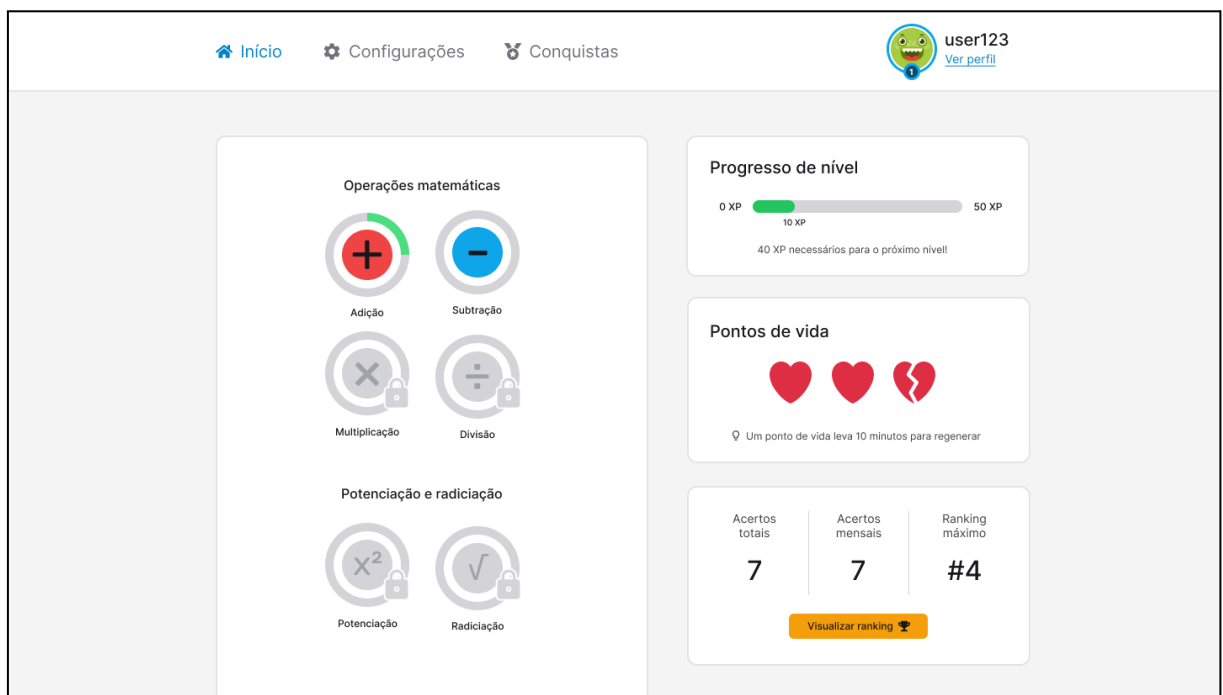 Início
Configurações
Conquistas
user123
Ver perfil
1
Operações matemáticas
+
-
Adição
Subtração
×
÷
Multiplicação
Divisão
Potenciação e radiciação
x²
√
Potenciação
Radiciação
Progresso de nível
0 XP
50 XP
10 XP
40 XP necessários para o próximo nível!
Pontos de vida
Um ponto de vida leva 10 minutos para regenerar
Acertos
totais
7
Acertos
mensais
7
Ranking
máximo
#4
Visualizar ranking